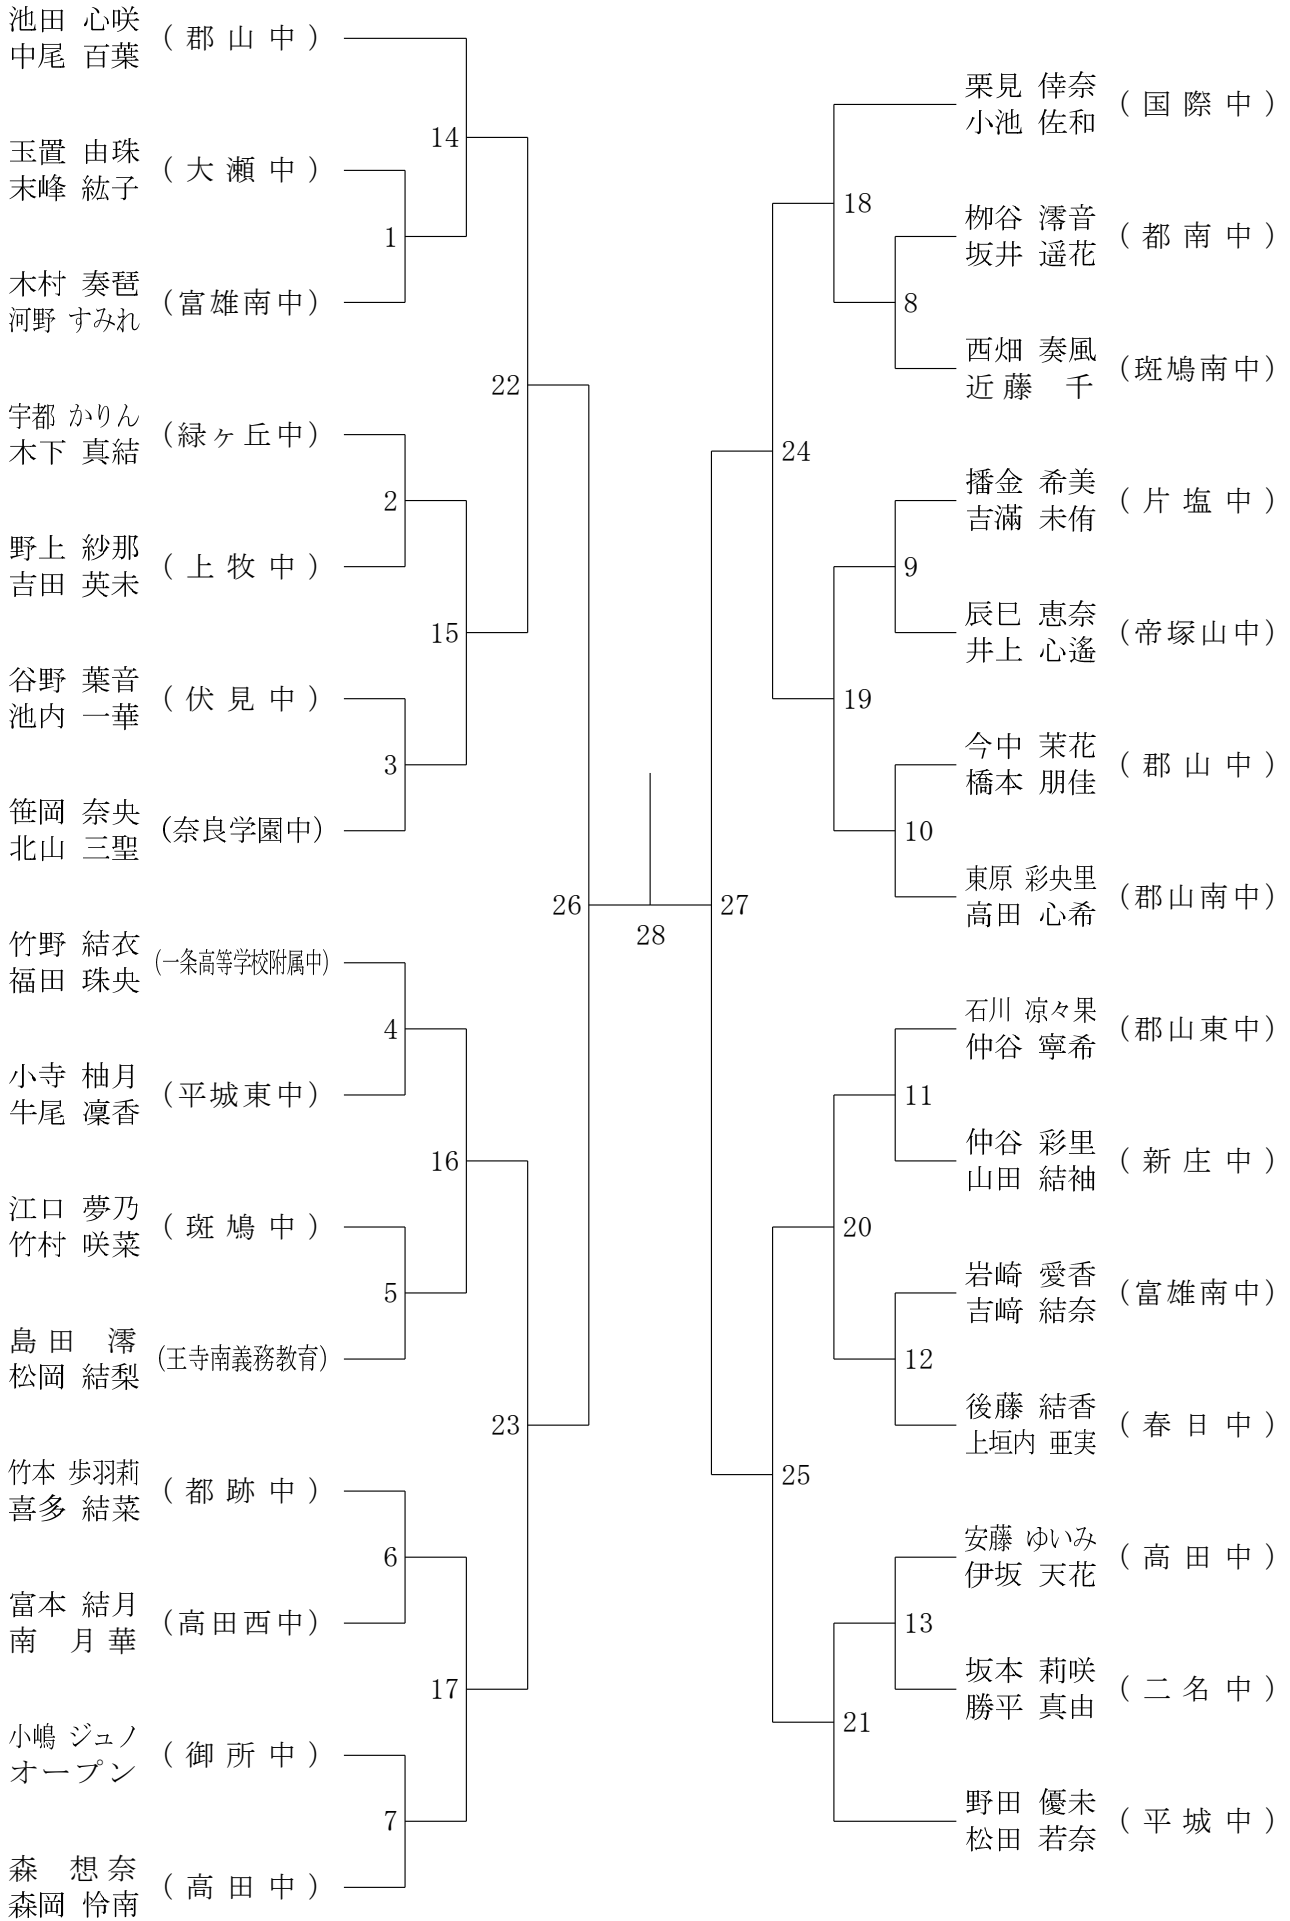 池田 心咲
中尾 百葉
(郡山中)
玉置 由珠
末峰 紘子
(大瀬中)
木村 奏琶
河野 すみれ
(富雄南中)
宇都 かりん
木下 真結
(緑ヶ丘中)
野上 紗那
吉田 英未
(上牧中)
谷野 葉音
池内 一華
(伏見中)
笹岡 奈央
北山 三聖
(奈良学園中)
竹野 結衣
福田 珠央
(一条高等学校附属中)
小寺 柚月
牛尾 凜香
(平城東中)
江口 夢乃
竹村 咲菜
(斑鳩中)
島田 澪
松岡 結梨
(王寺南義務教育)
竹本 歩羽莉
喜多 結菜
(都跡中)
富本 結月
南 月華
(高田西中)
小嶋 ジュノ
オープン
(御所中)
森 想奈
森岡 怜南
(高田中)
14
1
22
2
15
3
26
4
16
5
23
6
17
7
28
27
18
8
24
9
19
10
11
20
12
25
13
21
栗見 倖奈
小池 佐和
(国際中)
栁谷 澪音
坂井 遥花
(都南中)
西畑 奏風
近藤 千
(斑鳩南中)
播金 希美
吉滿 未侑
(片塩中)
辰巳 恵奈
井上 心遙
(帝塚山中)
今中 茉花
橋本 朋佳
(郡山中)
東原 彩央里
高田 心希
(郡山南中)
石川 凉々果
仲谷 寧希
(郡山東中)
仲谷 彩里
山田 結袖
(新庄中)
岩崎 愛香
吉﨑 結奈
(富雄南中)
後藤 結香
上垣内 亜実
(春日中)
安藤 ゆいみ
伊坂 天花
(高田中)
坂本 莉咲
勝平 真由
(二名中)
野田 優未
松田 若奈
(平城中)